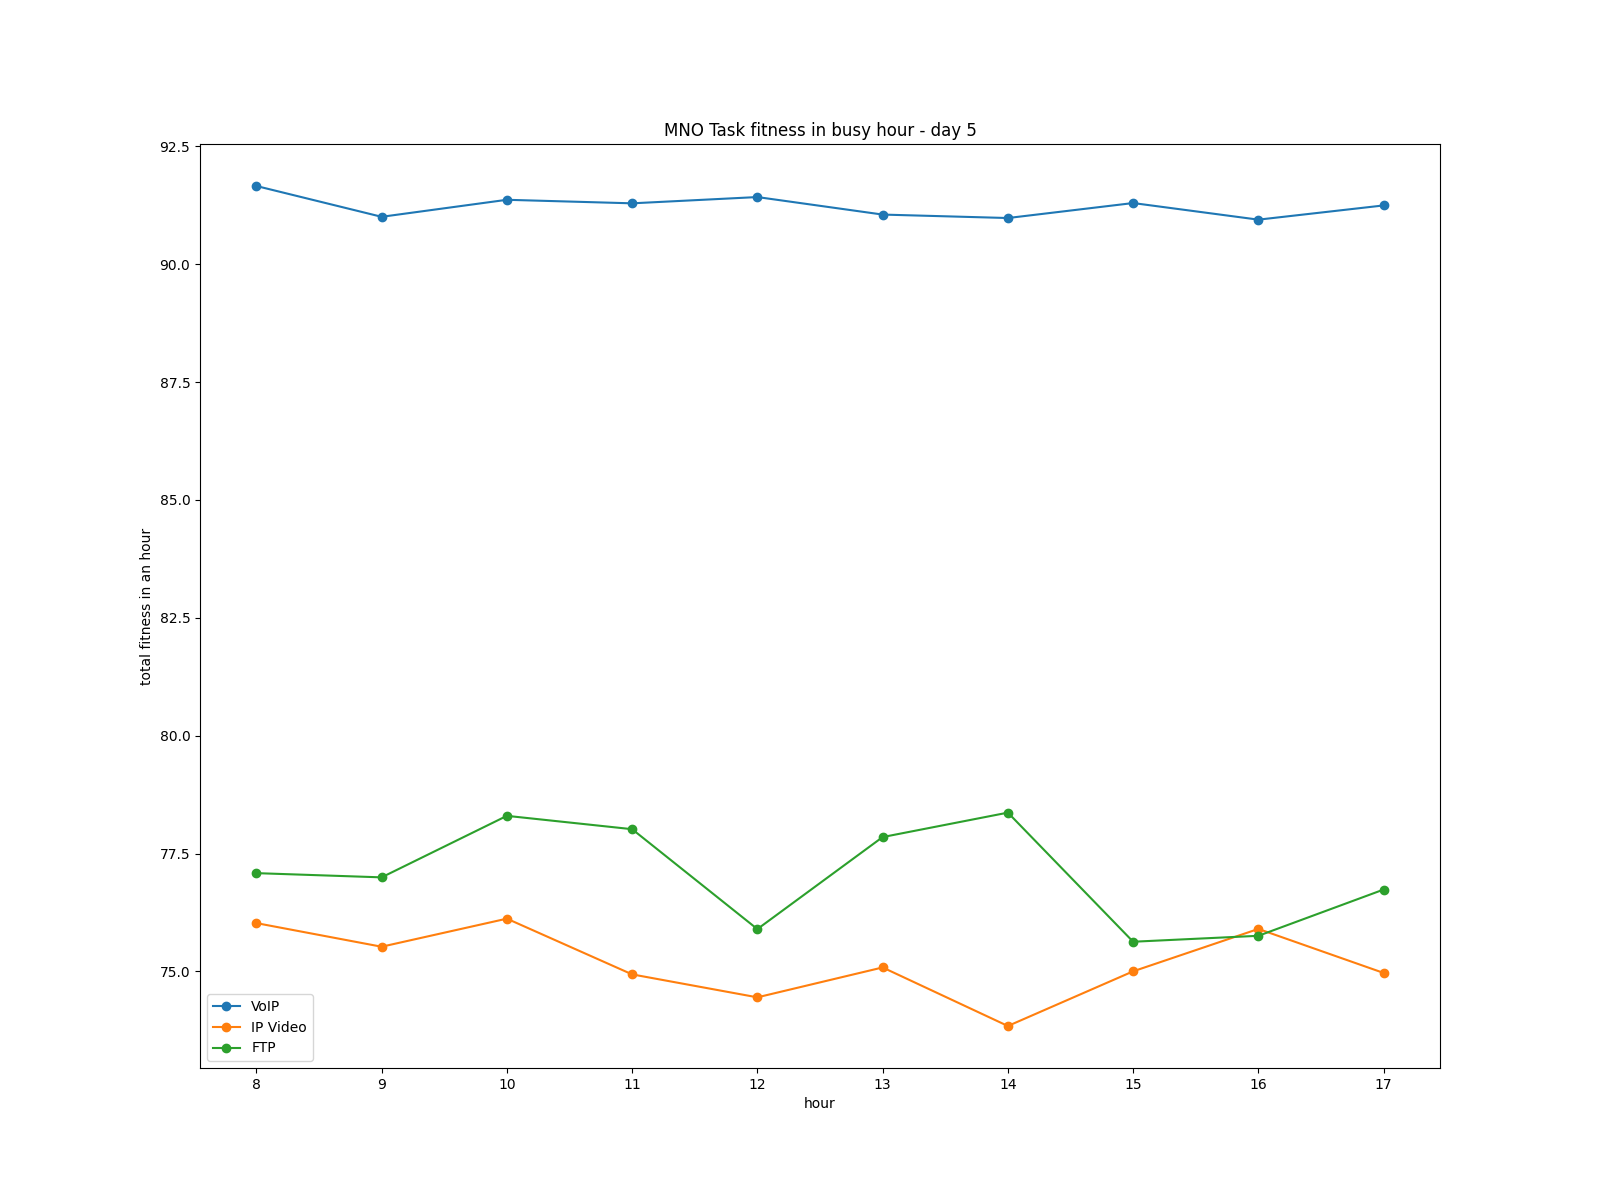 MNO Task fitness in busy hour - day 5
92.5
90.0
87.5
85.0
82.5
80.0
77.5
75.0
total fitness in an hour
VoIP
IP Video
FTP
8 9 10 11 12 13 14 15 16 17
hour